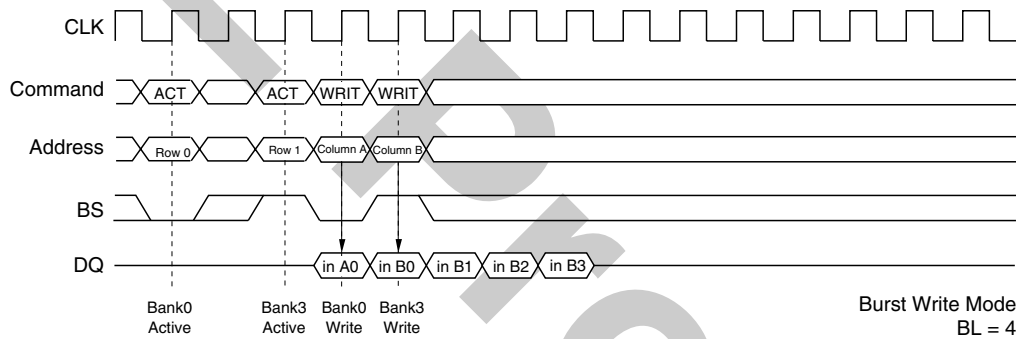 CLK
Command ACT ACT WRIT WRIT
Address Row 0 Row 1 Column A Column B
BS
DQ in A0 in B0 in B1 in B2 in B3
Bank0 Bank3 Bank0 Bank3
Active Active Write Write
Burst Write Mode
BL = 4